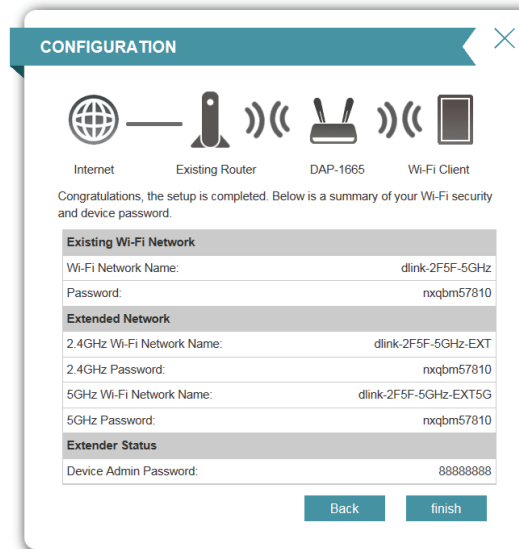 CONFIGURATION
Internet Existing Router DAP-1665 Wi-Fi Client
Congratulations, the setup is completed. Below is a summary of your Wi-Fi security
and device password.
Existing Wi-Fi Network
Wi-Fi Network Name: dlink-2F5F-5GHz
Password: nxqbm57810
Extended Network
2.4GHz Wi-Fi Network Name: dlink-2F5F-5GHz-EXT
2.4GHz Password: nxqbm57810
5GHz Wi-Fi Network Name: dlink-2F5F-5GHz-EXT5G
5GHz Password: nxqbm57810
Extender Status
Device Admin Password: 88888888
Back finish